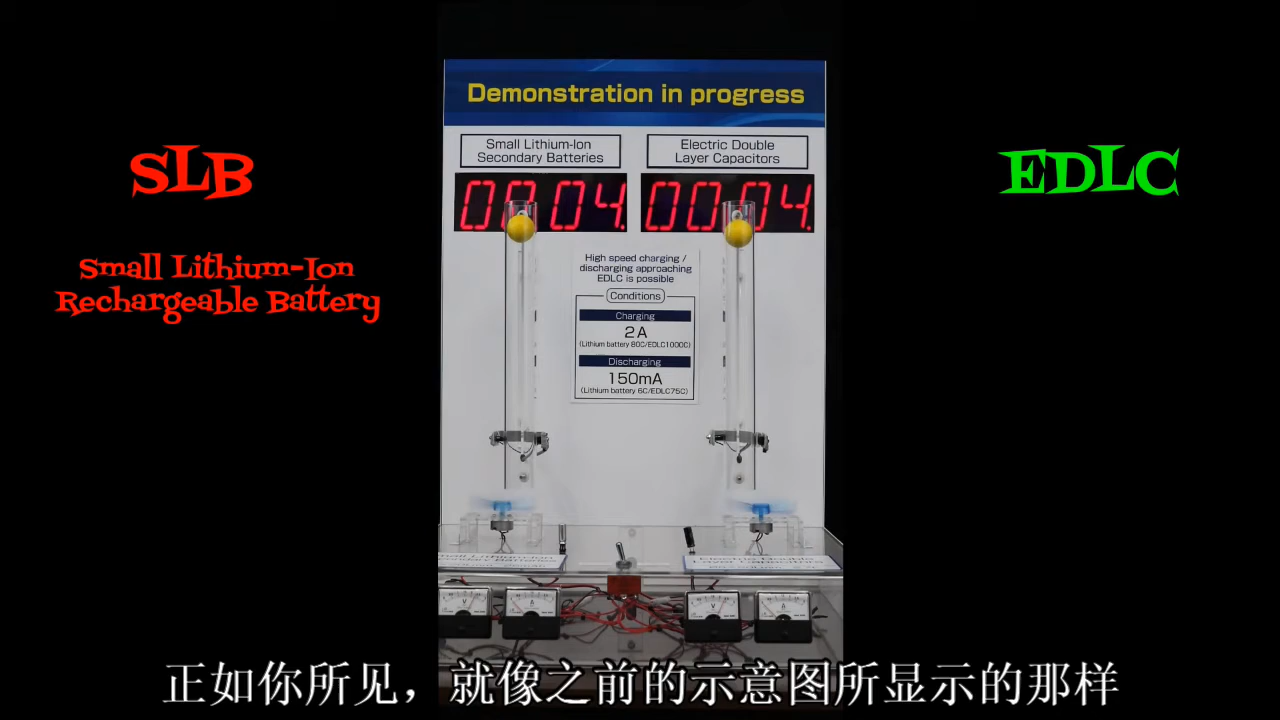 Demonstration in progress
Small Lithium-Ion
Secondary Batteries
Electric Double
Layer Capacitors
00 04.
00 04.
SLB
Small Lithium-Ion
Rechargeable Battery
EDLC
High speed charging /
discharging approaching
EDLC is possible
Conditions
Charging
2A
(Lithium battery 80C/EDLC1000C)
Discharging
150mA
(Lithium battery 6C/EDLC75C)
Layer Capacitors
V
A
V
A
正如你所见，就像之前的示意图所显示的那样